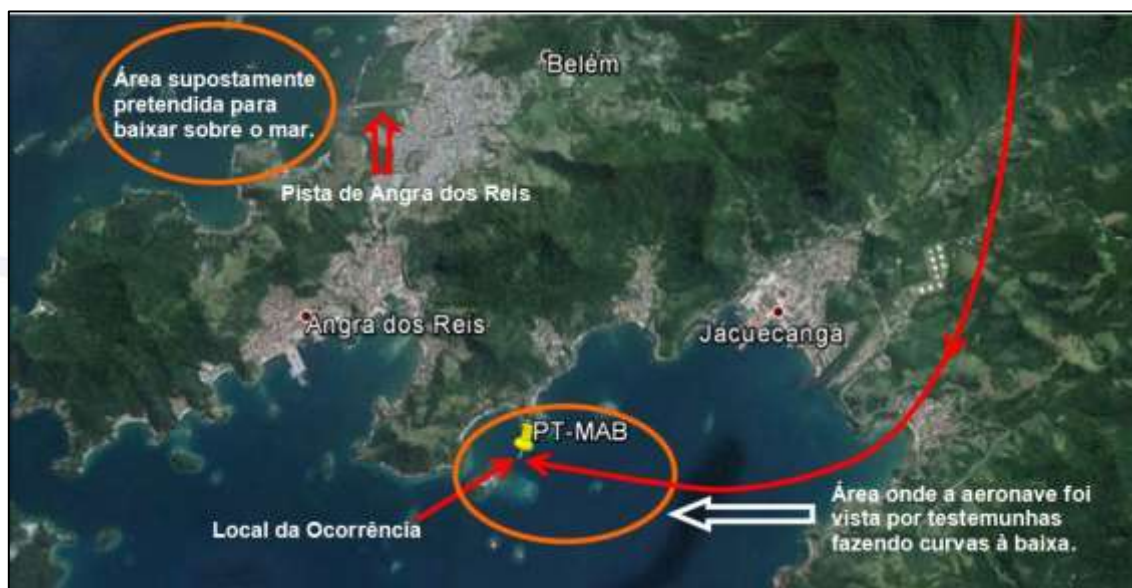 Área supostamente
pretendida para
baixar sobre o mar.
Belém
Pista de Angra dos Reis
Angra dos Reis
Jacuecanga
PT-MAB
Local da Ocorrência
Área onde a aeronave foi
vista por testemunhas
fazendo curvas à baixa.